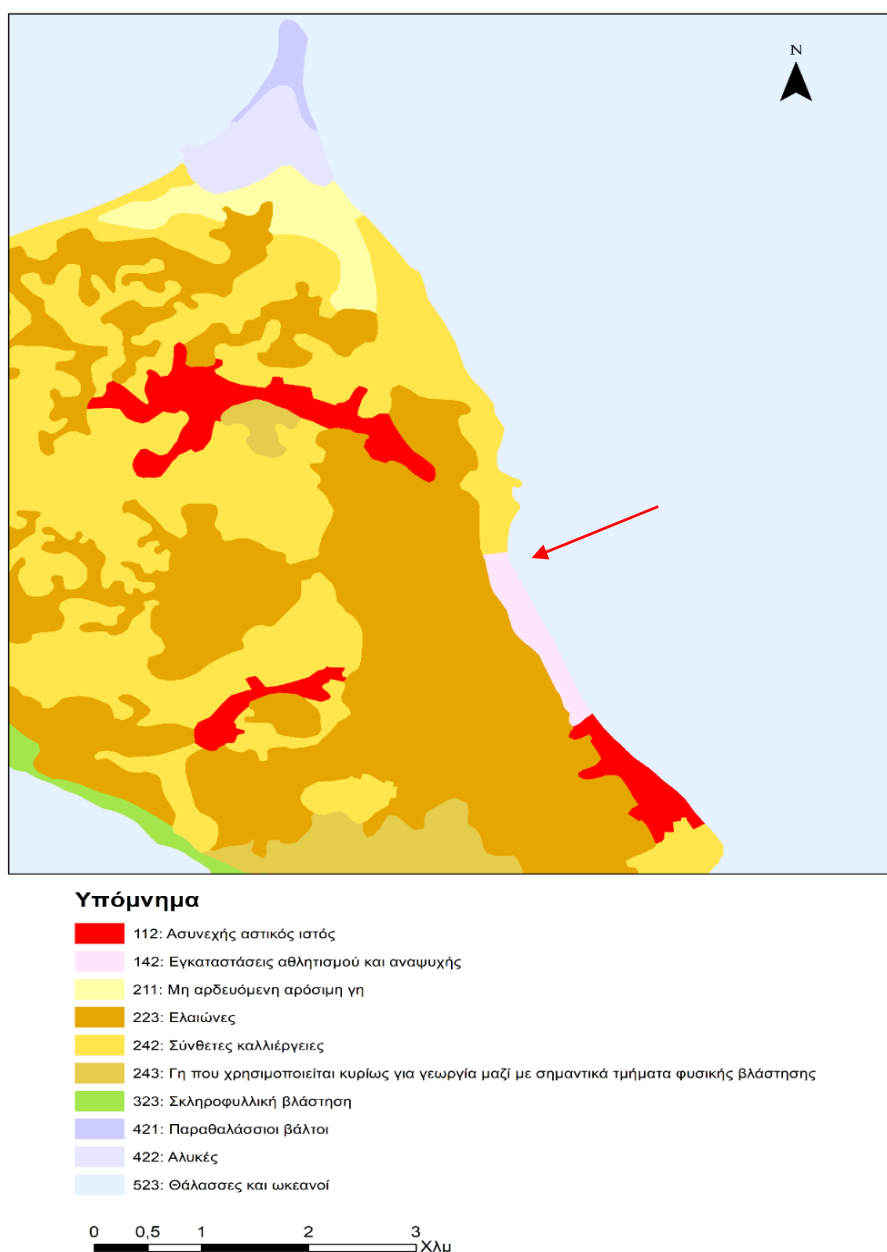 N
Υπόμνημα
112: Ασυνεχής αστικός ιστός
142: Εγκαταστάσεις αθλητισμού και αναψυχής
211: Μη αρδευόμενη αρόσιμη γη
223: Ελαιώνες
242: Σύνθετες καλλιέργειες
243: Γη που χρησιμοποιείται κυρίως για γεωργία μαζί με σημαντικά τμήματα φυσικής βλάστησης
323: Σκληροφυλλική βλάστηση
421: Παραθαλάσσιοι βάλτοι
422: Αλυκές
523: Θάλασσες και ωκεανοί
0 0,5 1 2 3
Χλμ